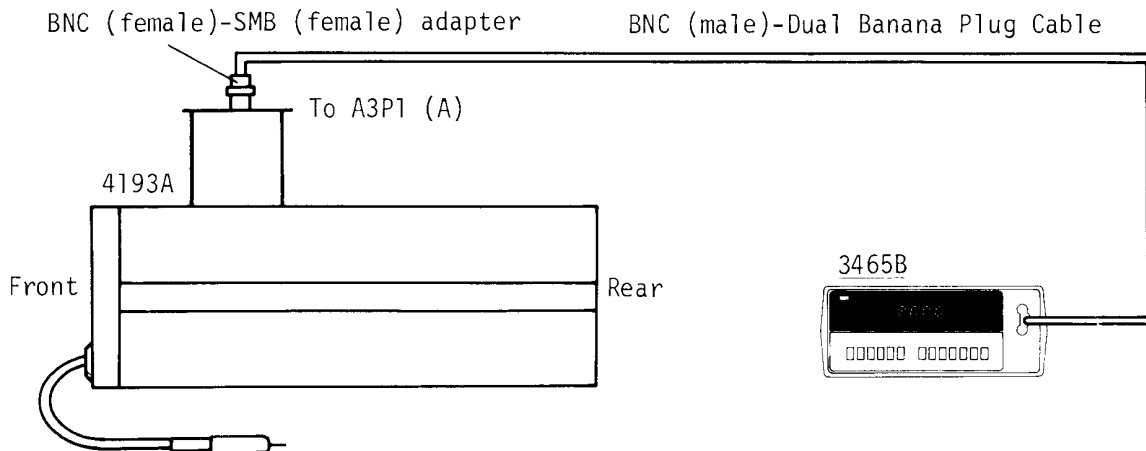 BNC (female)-SMB (female) adapter
BNC (male)-Dual Banana Plug Cable
To A3P1 (A)
4193A
Front
Rear
3465B